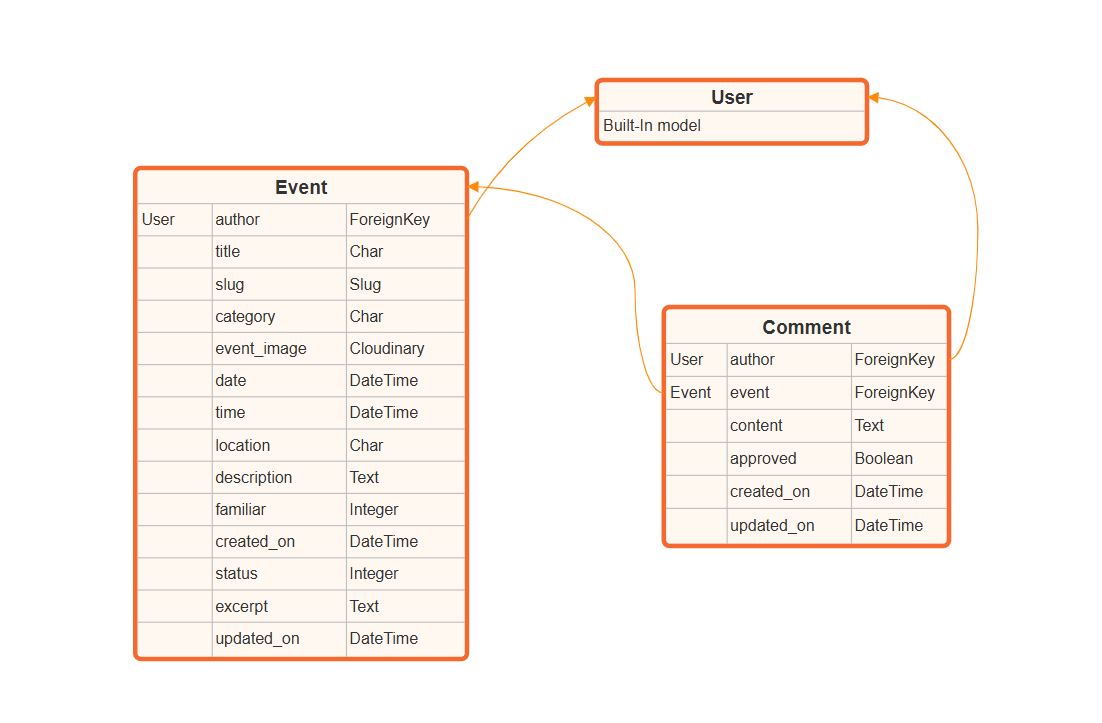 User
Built-In model
Event
User author ForeignKey
title Char
slug Slug
category Char
event_image Cloudinary
date DateTime
time DateTime
location Char
description Text
familiar Integer
created_on DateTime
status Integer
excerpt Text
updated_on DateTime
Comment
User author ForeignKey
Event event ForeignKey
content Text
approved Boolean
created_on DateTime
updated_on DateTime